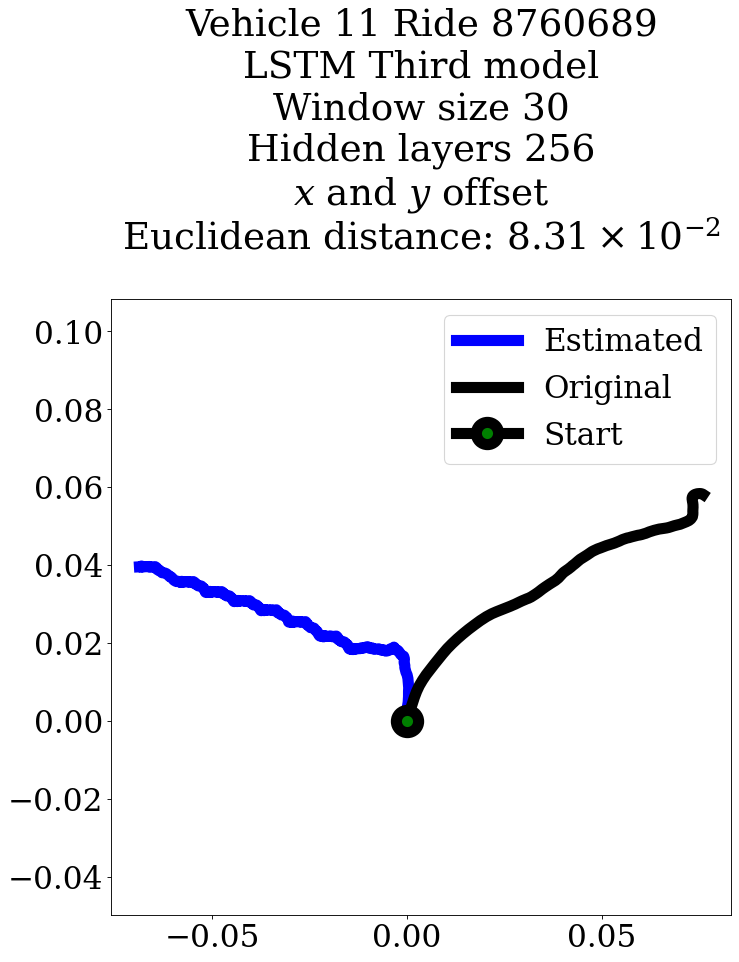 Vehicle 11 Ride 8760689
LSTM Third model
Window size 30
Hidden layers 256
x and y offset
Euclidean distance: 8.31 × 10⁻²
Estimated
Original
Start
0.10
0.08
0.06
0.04
0.02
0.00
−0.02
−0.04
−0.05 0.00 0.05